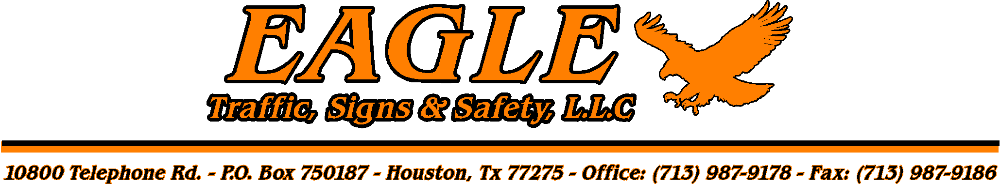 EAGLE
Traffic, Signs & Safety, L.L.C
10800 Telephone Rd. - P.O. Box 750187 - Houston, Tx 77275 - Office: (713) 987-9178 - Fax: (713) 987-9186